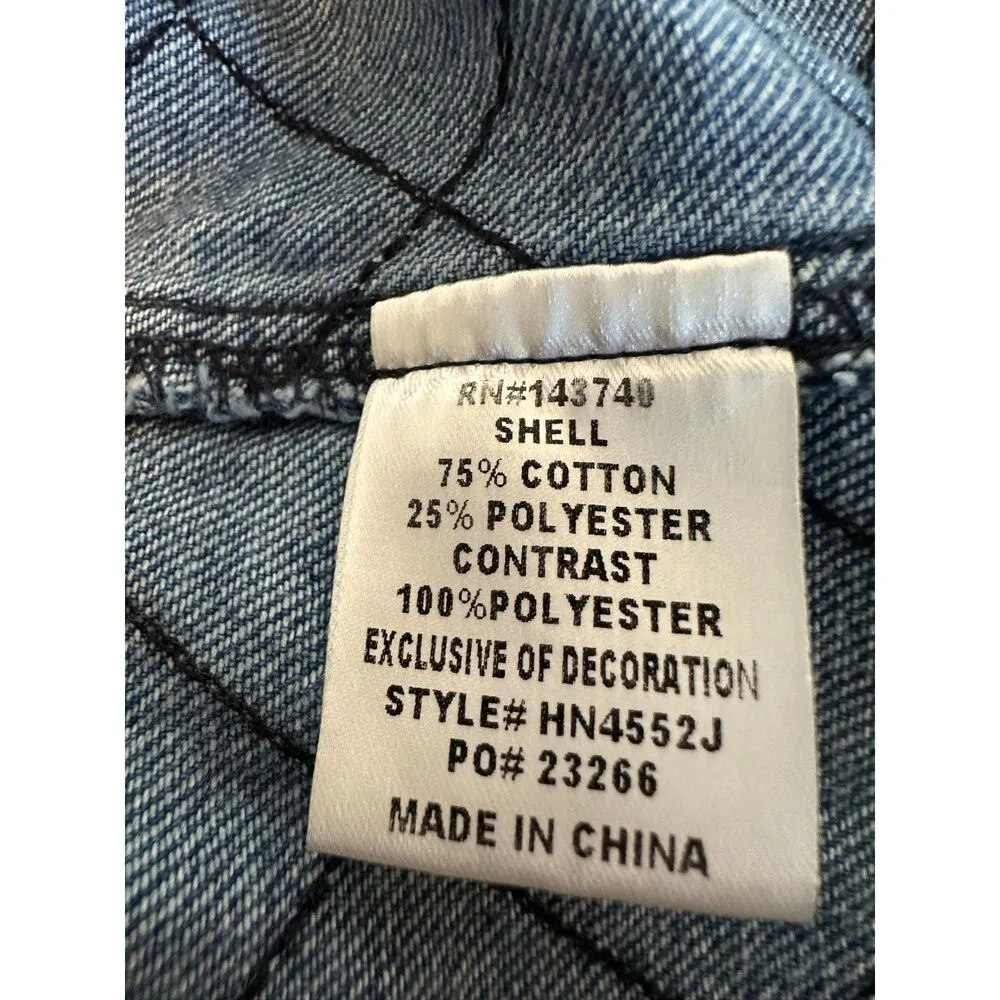 RN#143740
SHELL
75% COTTON
25% POLYESTER
CONTRAST
100%POLYESTER
EXCLUSIVE OF DECORATION
STYLE# HN4552J
PO# 23266
MADE IN CHINA